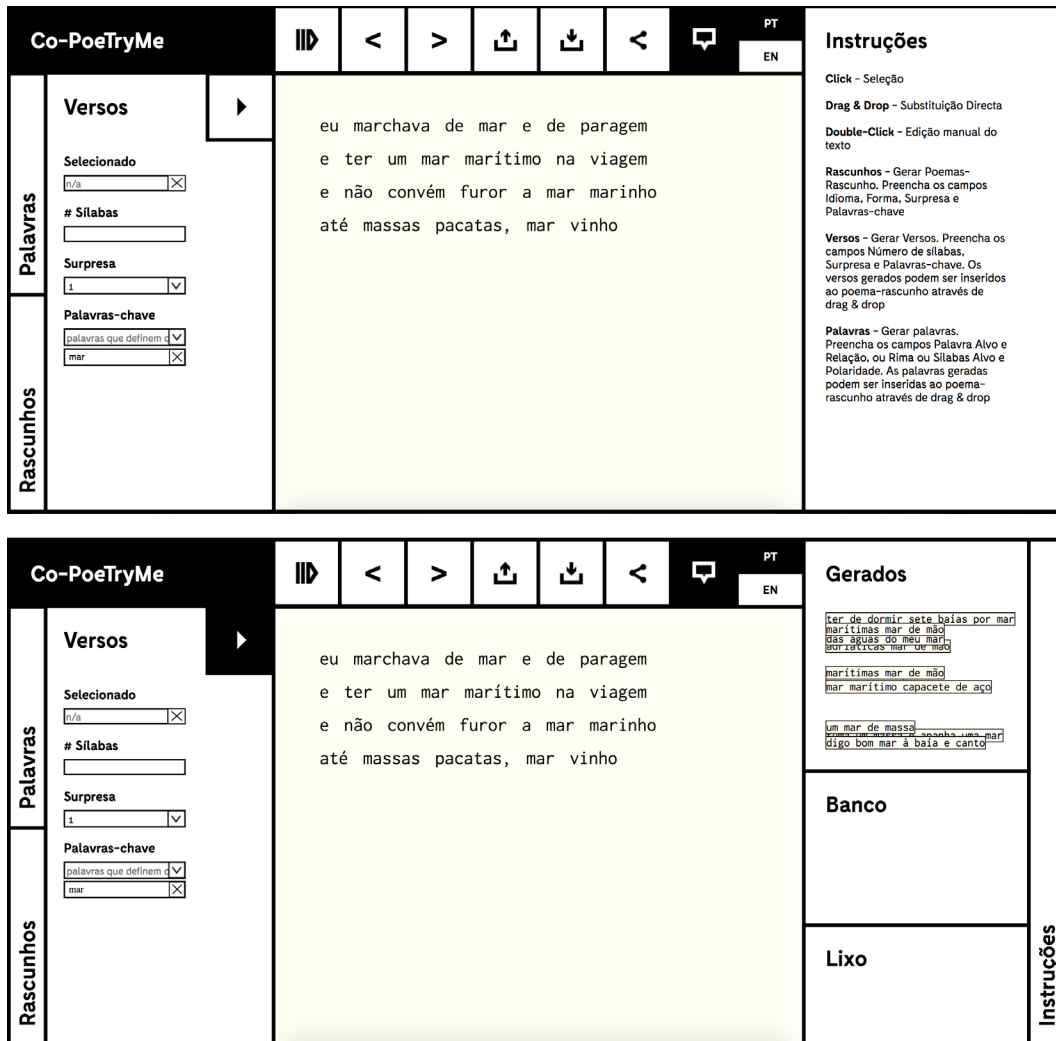 Co-PoeTryMe
< >
PT
EN
Palavras
Rascunhos
Versos
Selecionado
n/a
# Sílabas
Surpresa
1
Palavras-chave
palavras que definem
mar
eu marchava de mar e de paragem
e ter um mar marítimo na viagem
e não convém furor a mar marinho
até massas pacatas, mar vinho
Instruções
Click - Seleção
Drag & Drop - Substituição Directa
Double-Click - Edição manual do
texto
Rascunhos - Gerar Poemas-
Rascunho. Preencha os campos
Idioma, Forma, Surpresa e
Palavras-chave
Versos - Gerar Versos. Preencha os
campos Número de sílabas,
Surpresa e Palavras-chave. Os
versos gerados podem ser inseridos
ao poema-rascunho através de
drag & drop
Palavras - Gerar palavras.
Preencha os campos Palavra Alvo e
Relação, ou Rima ou Silabas Alvo e
Polaridade. As palavras geradas
podem ser inseridas ao poema-
rascunho através de drag & drop
Co-PoeTryMe
< >
PT
EN
Palavras
Rascunhos
Versos
Selecionado
n/a
# Sílabas
Surpresa
1
Palavras-chave
palavras que definem
mar
eu marchava de mar e de paragem
e ter um mar marítimo na viagem
e não convém furor a mar marinho
até massas pacatas, mar vinho
Gerados
ter de dormir sete baías por mar
marítimas mar de mão
das águas do meu mar
adriáticas mar de mão
marítimas mar de mão
mar marítimo capacete de aço
um mar de massa
apanha uma mar
digo bom mar à baía e canto
Banco
Lixo
Instruções